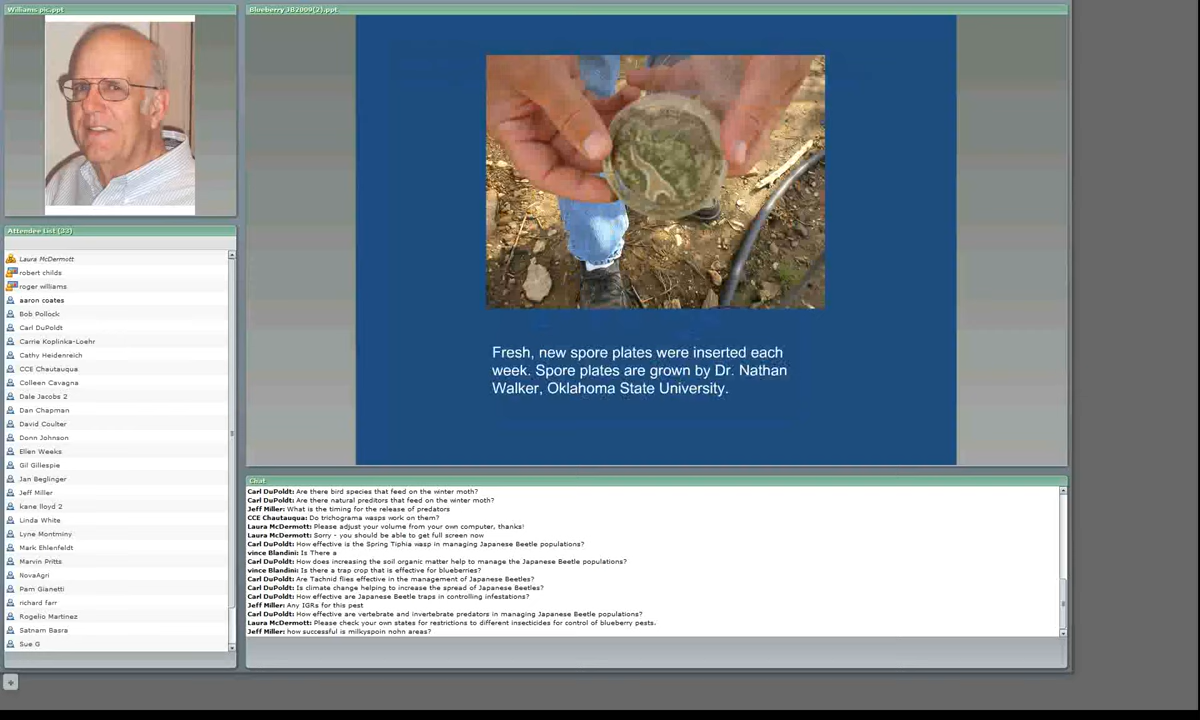 Williams pic.ppt
Attendee List (33)
Laura McDermott
robert childs
roger williams
aaron coates
Bob Pollock
Carl DuPoldt
Carrie Koplinka-Loehr
Cathy Heidenreich
CCE Chautauqua
Colleen Cavagna
Dale Jacobs 2
Dan Chapman
David Coulter
Donn Johnson
Ellen Weeks
Gil Gillespie
Jan Beglinger
Jeff Miller
kane lloyd 2
Linda White
Lyne Montminy
Mark Ehlenfeldt
Marvin Pritts
NovaAgri
Pam Gianetti
richard farr
Rogelio Martinez
Satnam Basra
Sue G
Blueberry JB2009[2].ppt
Fresh, new spore plates were inserted each
week. Spore plates are grown by Dr. Nathan
Walker, Oklahoma State University.
Chat
Carl DuPoldt: Are there bird species that feed on the winter moth?
Carl DuPoldt: Are there natural preditors that feed on the winter moth?
Jeff Miller: What is the timing for the release of predators
CCE Chautauqua: Do trichograma wasps work on them?
Laura McDermott: Please adjust your volume from your own computer, thanks!
Laura McDermott: Sorry - you should be able to get full screen now
Carl DuPoldt: How effective is the Spring Tiphia wasp in managing Japanese Beetle populations?
vince Blandini: Is There a
Carl DuPoldt: How does increasing the soil organic matter help to manage the Japanese Beetle populations?
vince Blandini: Is there a trap crop that is effective for blueberries?
Carl DuPoldt: Are Tachnid flies effective in the management of Japanese Beetles?
Carl DuPoldt: Is climate change helping to increase the spread of Japanese Beetles?
Carl DuPoldt: How effective are Japanese Beetle traps in controlling infestations?
Jeff Miller: Any IGRs for this pest
Carl DuPoldt: How effective are vertebrate and invertebrate predators in managing Japanese Beetle populations?
Laura McDermott: Please check your own states for restrictions to different insecticides for control of blueberry pests.
Jeff Miller: how successful is milkyspoin nohn areas?